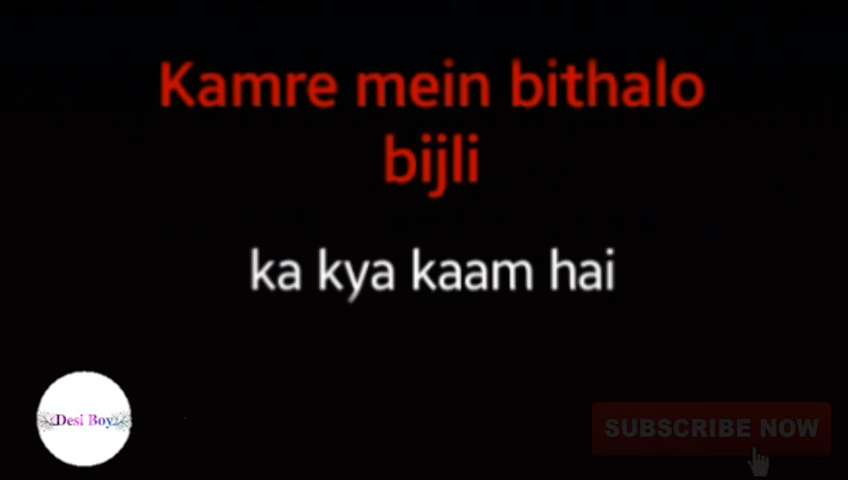 Kamre mein bithalo
bijli
ka kya kaam hai
Desi Boy
SUBSCRIBE NOW